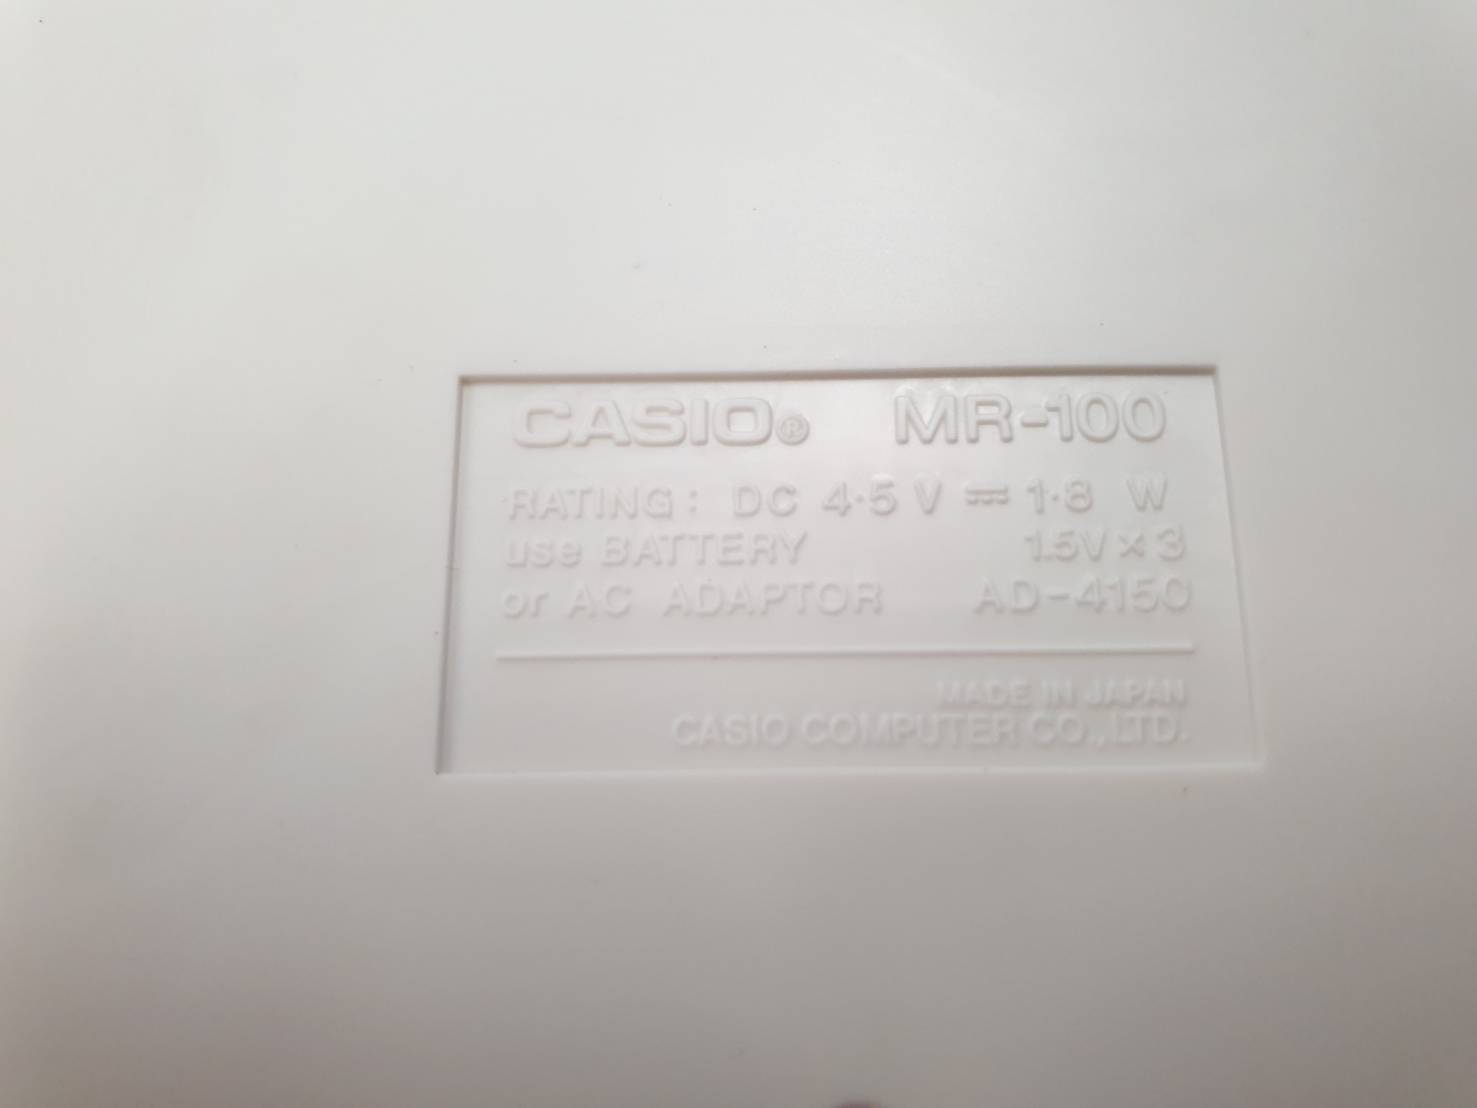 CASIO® MR-100
RATING: DC 4.5 V ⎓ 1.8 W
use BATTERY 1.5V × 3
or AC ADAPTOR AD-4150
MADE IN JAPAN
CASIO COMPUTER CO., LTD.